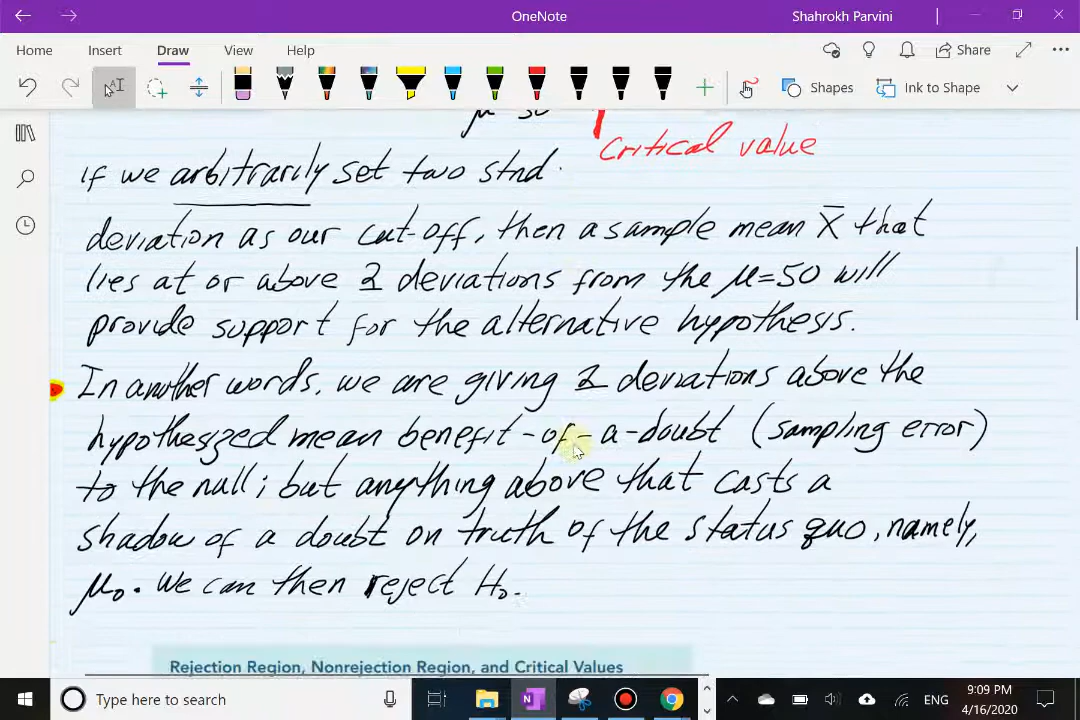 OneNote
Shahrokh Parvini
Home Insert Draw View Help
Share
Shapes
Ink to Shape
Critical value
if we arbitrarily set two stnd.
deviation as our cut-off, then a sample mean X̅ that
lies at or above 2 deviations from the μ=50 will
provide support for the alternative hypothesis.
In another words, we are giving 2 deviations above the
hypothesized mean benefit-of-a-doubt (sampling error)
to the null; but anything above that casts a
shadow of a doubt on truth of the status quo, namely,
μ₀. We can then reject H₀.
Rejection Region, Nonrejection Region, and Critical Values
Type here to search
ENG
9:09 PM
4/16/2020